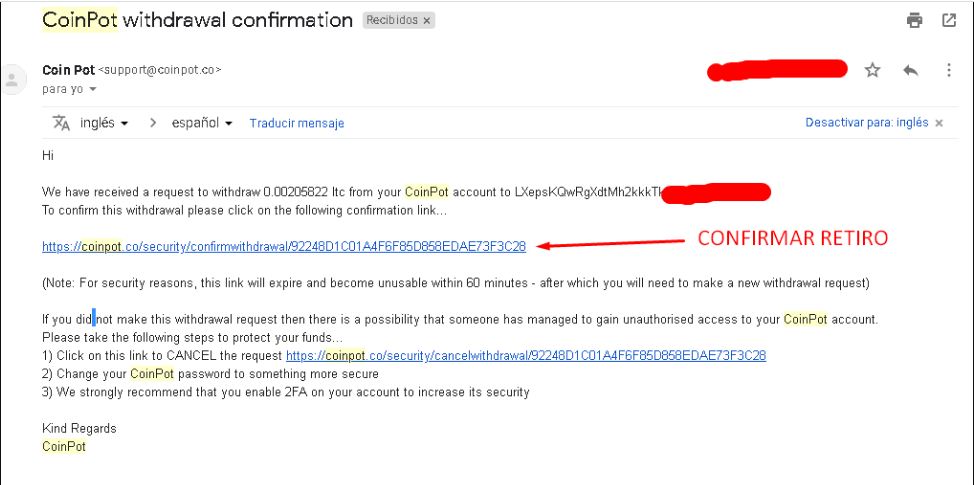 CoinPot withdrawal confirmation Recibidos ×
Coin Pot <support@coinpot.co>
para yo
inglés > español Traducir mensaje Desactivar para: inglés ×
Hi
We have received a request to withdraw 0.00205822 ltc from your CoinPot account to LXepsKQwRgXdtMh2kkkT
To confirm this withdrawal please click on the following confirmation link...
https://coinpot.co/security/confirmwithdrawal/92248D1C01A4F6F85D858EDAE73F3C28
CONFIRMAR RETIRO
(Note: For security reasons, this link will expire and become unusable within 60 minutes - after which you will need to make a new withdrawal request)
If you did not make this withdrawal request then there is a possibility that someone has managed to gain unauthorised access to your CoinPot account.
Please take the following steps to protect your funds...
1) Click on this link to CANCEL the request https://coinpot.co/security/cancelwithdrawal/92248D1C01A4F6F85D858EDAE73F3C28
2) Change your CoinPot password to something more secure
3) We strongly recommend that you enable 2FA on your account to increase its security
Kind Regards
CoinPot